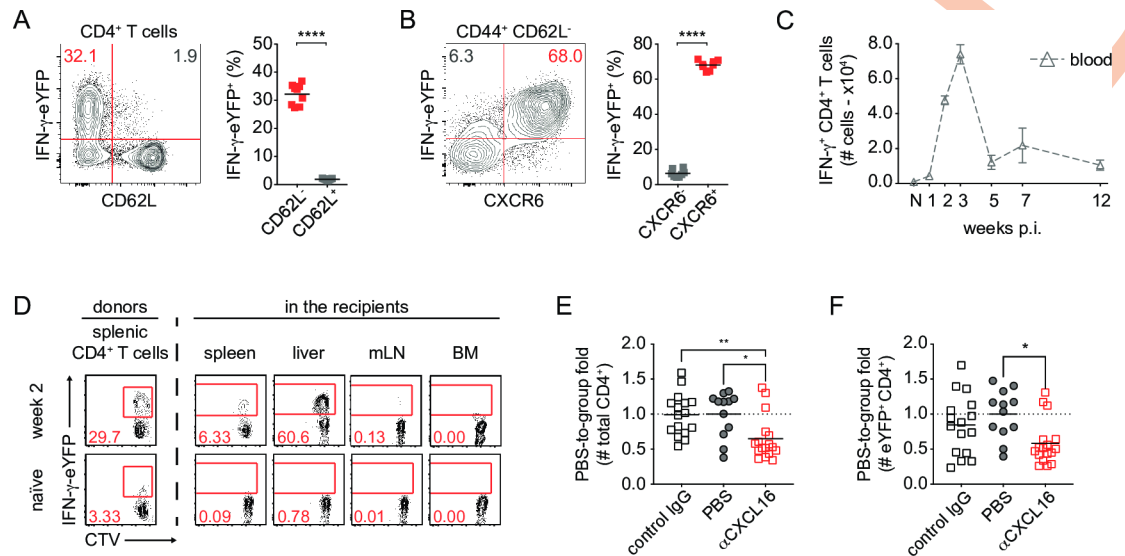 A
CD4⁺ T cells
32.1
1.9
IFN-γ-eYFP
CD62L
IFN-γ-eYFP⁺ (%)
50
40
30
20
10
0
****
CD62L⁻
CD62L⁺
B
CD44⁺ CD62L⁻
6.3
68.0
IFN-γ-eYFP
CXCR6
IFN-γ-eYFP⁺ (%)
80
60
40
20
0
****
CXCR6⁻
CXCR6⁺
C
IFN-γ⁺ CD4⁺ T cells
(# cells - x10⁴)
8.0
6.0
4.0
2.0
0.0
blood
N 1 2 3 5 7 12
weeks p.i.
D
donors
in the recipients
splenic
CD4⁺ T cells
spleen
liver
mLN
BM
week 2
29.7
6.33
60.6
0.13
0.00
naïve
3.33
0.09
0.78
0.01
0.00
IFN-γ-eYFP
CTV
E
PBS-to-group fold
(# total CD4⁺)
2.0
1.5
1.0
0.5
0.0
**
*
control IgG
PBS
αCXCL16
F
PBS-to-group fold
(# eYFP⁺ CD4⁺)
2.0
1.5
1.0
0.5
0.0
*
control IgG
PBS
αCXCL16